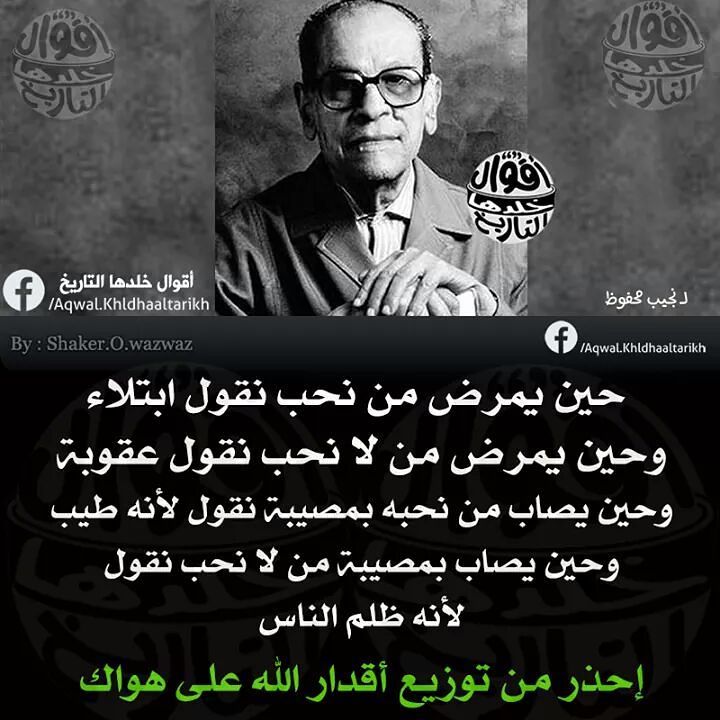 أقوال خلدها التاريخ
أقوال خلدها التاريخ
أقوال خلدها التاريخ
أقوال خلدها التاريخ
/Aqwal.Khldhaaltarikh
لـ نجيب محفوظ
By : Shaker.O.wazwaz
/Aqwal.Khldhaaltarikh
حين يمرض من نحب نقول ابتلاء
وحين يمرض من لا نحب نقول عقوبة
وحين يصاب من نحبه بمصيبة نقول لأنه طيب
وحين يصاب بمصيبة من لا نحب نقول
لأنه ظلم الناس
إحذر من توزيع أقدار الله على هواك